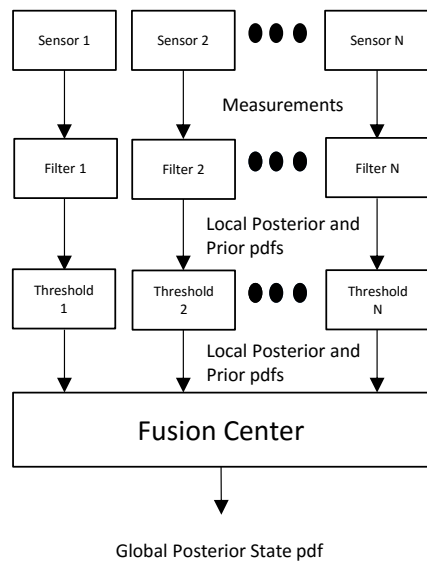 Sensor 1
Sensor 2
Sensor N
Measurements
Filter 1
Filter 2
Filter N
Local Posterior and
Prior pdfs
Threshold
1
Threshold
2
Threshold
N
Local Posterior and
Prior pdfs
Fusion Center
Global Posterior State pdf